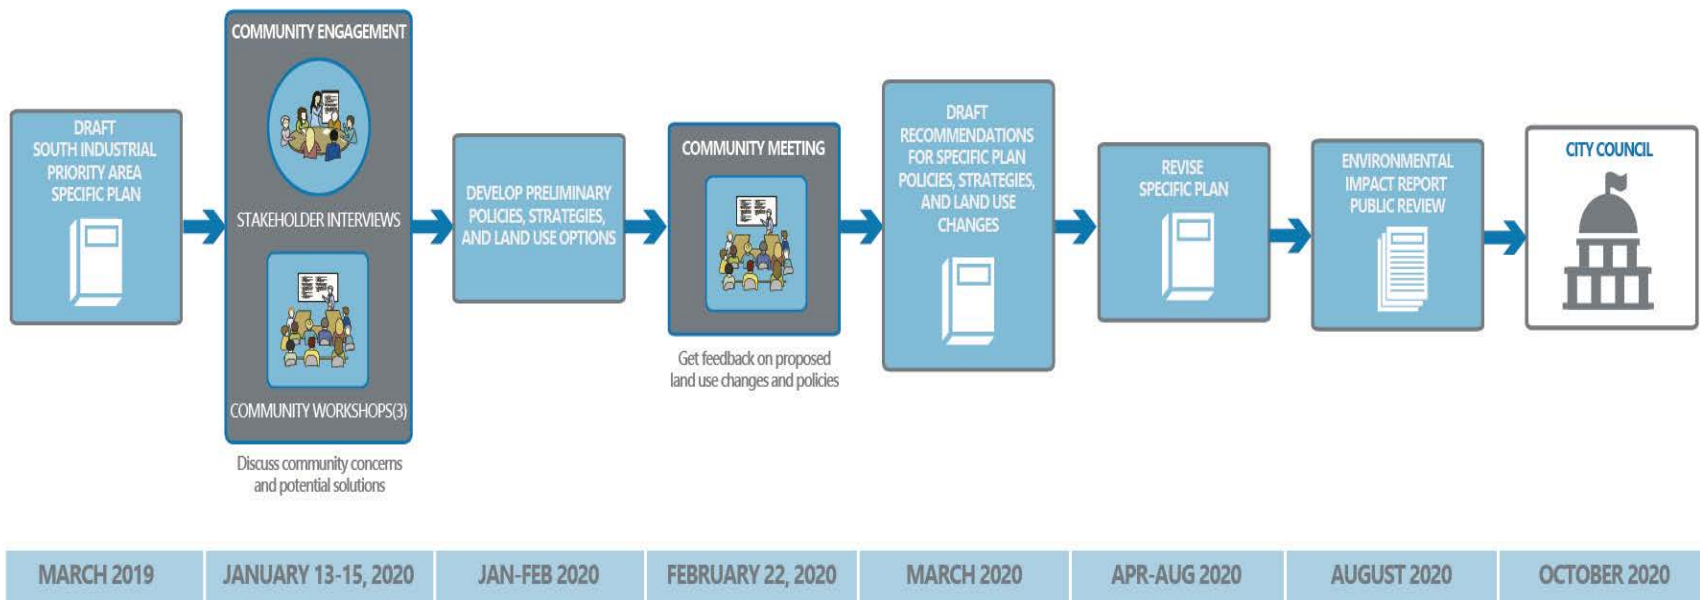 DRAFT
SOUTH INDUSTRIAL
PRIORITY AREA
SPECIFIC PLAN
COMMUNITY ENGAGEMENT
STAKEHOLDER INTERVIEWS
COMMUNITY WORKSHOPS(3)
Discuss community concerns
and potential solutions
DEVELOP PRELIMINARY
POLICIES, STRATEGIES,
AND LAND USE OPTIONS
COMMUNITY MEETING
Get feedback on proposed
land use changes and policies
DRAFT
RECOMMENDATIONS
FOR SPECIFIC PLAN
POLICIES, STRATEGIES,
AND LAND USE
CHANGES
REVISE
SPECIFIC PLAN
ENVIRONMENTAL
IMPACT REPORT
PUBLIC REVIEW
CITY COUNCIL
MARCH 2019
JANUARY 13-15, 2020
JAN-FEB 2020
FEBRUARY 22, 2020
MARCH 2020
APR-AUG 2020
AUGUST 2020
OCTOBER 2020